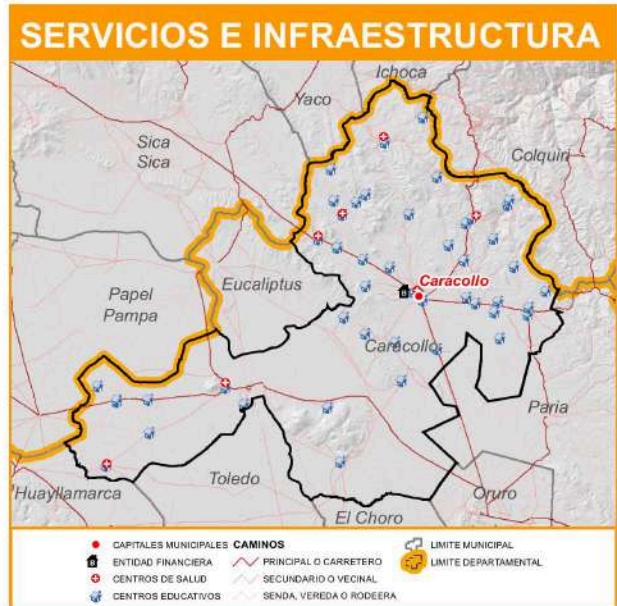 SERVICIOS E INFRAESTRUCTURA
Ichoca
Yaco
Sica
Sica
Colquiri
Eucaliptus
Caracollo
Papel
Pampa
Caracollo
Paria
Huayllamarca
Toledo
Oruro
El Choro
CAPITALES MUNICIPALES
ENTIDAD FINANCIERA
CENTROS DE SALUD
CENTROS EDUCATIVOS
CAMINOS
PRINCIPAL O CARRETERO
SECUNDARIO O VECINAL
SENDA, VEREDA O RODEERA
LIMITE MUNICIPAL
LIMITE DEPARTAMENTAL